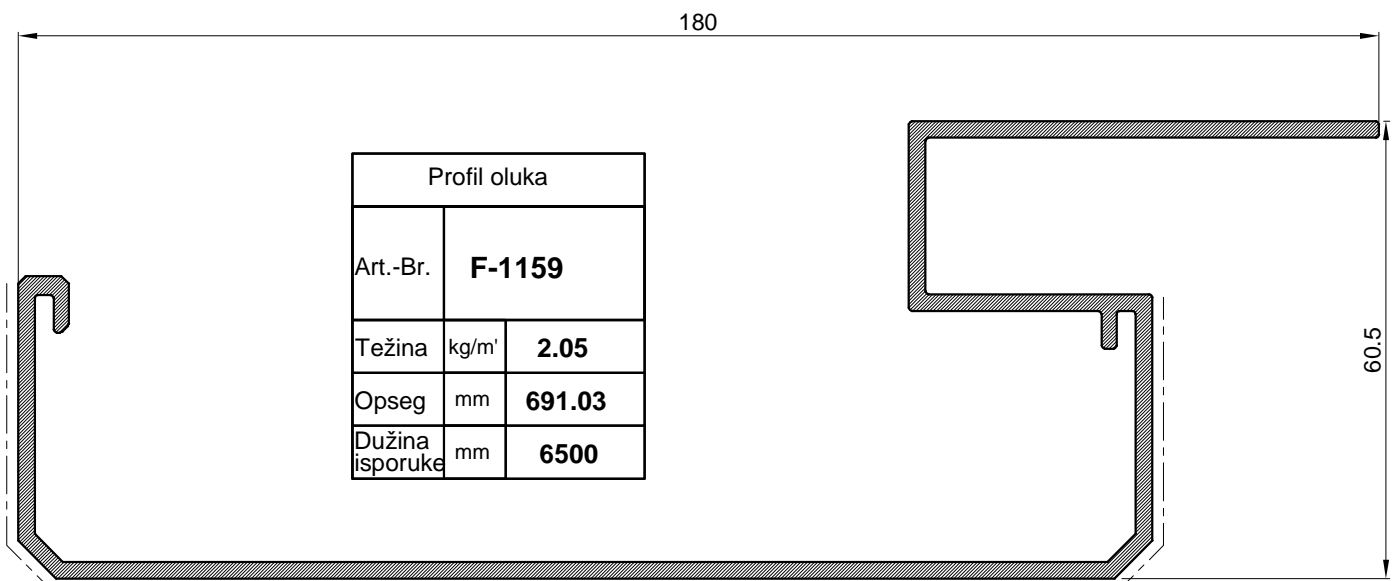 180
Profil oluka
Art.-Br. F-1159
Težina kg/m' 2.05
Opseg mm 691.03
Dužina
isporuke mm 6500
60.5